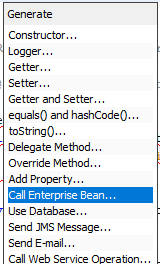 Generate
Constructor...
Logger...
Getter...
Setter...
Getter and Setter...
equals() and hashCode()...
toString()...
Delegate Method...
Override Method...
Add Property...
Call Enterprise Bean...
Use Database...
Send JMS Message...
Send E-mail...
Call Web Service Operation...